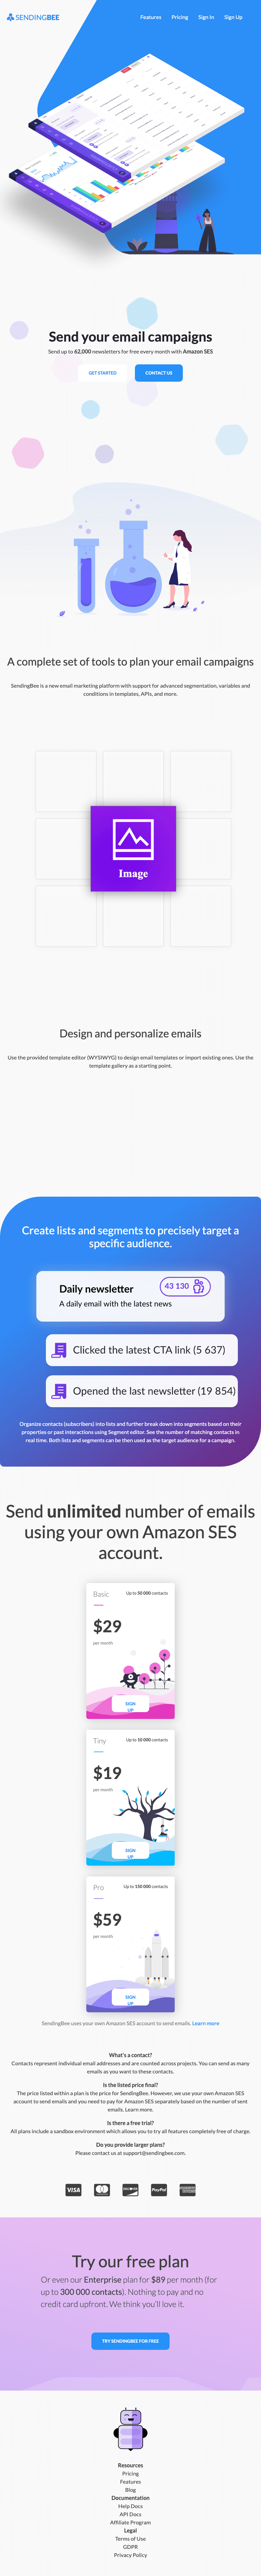 SENDINGBEE
Features Pricing Sign in Sign Up
Send your email campaigns
Send up to 62,000 newsletters for free every month with Amazon SES
GET STARTED CONTACT US
A complete set of tools to plan your email campaigns
SendingBee is a new email marketing platform with support for advanced segmentation, variables and
conditions in templates, APIs, and more.
Image
Design and personalize emails
Use the provided template editor (WYSIWYG) to design email templates or import existing ones. Use the
template gallery as a starting point.
Create lists and segments to precisely target a
specific audience.
Daily newsletter 43 130
A daily email with the latest news
Clicked the latest CTA link (5 637)
Opened the last newsletter (19 854)
Organize contacts (subscribers) into lists and further break down into segments based on their
properties or past interactions using Segment editor. See the number of matching contacts in
real time. Both lists and segments can be then used as the target audience for a campaign.
Send unlimited number of emails
using your own Amazon SES
account.
Basic Up to 50 000 contacts
$29
per month
SIGN
UP
Tiny Up to 10 000 contacts
$19
per month
SIGN
UP
Pro Up to 150 000 contacts
$59
per month
SIGN
UP
SendingBee uses your own Amazon SES account to send emails. Learn more
What's a contact?
Contacts represent individual email addresses and are counted across projects. You can send as many
emails as you want to these contacts.
Is the listed price final?
The price listed within a plan is the price for SendingBee. However, we use your own Amazon SES
account to send emails and you need to pay for Amazon SES separately based on the number of sent
emails. Learn more.
Is there a free trial?
All plans include a sandbox environment which allows you to try all features completely free of charge.
Do you provide larger plans?
Please contact us at support@sendingbee.com.
VISA DISCOVER PayPal
Try our free plan
Or even our Enterprise plan for $89 per month (for
up to 300 000 contacts). Nothing to pay and no
credit card upfront. We think you'll love it.
TRY SENDINGBEE FOR FREE
Resources
Pricing
Features
Blog
Documentation
Help Docs
API Docs
Affiliate Program
Legal
Terms of Use
GDPR
Privacy Policy